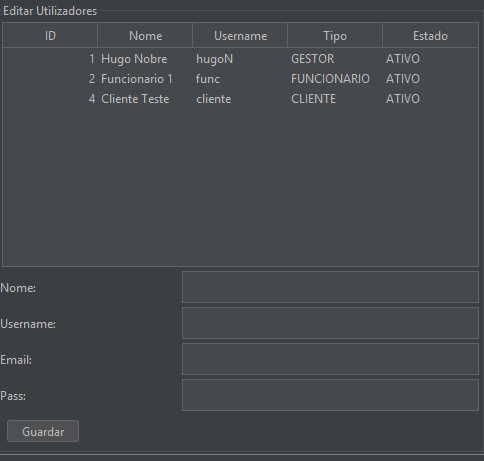 Editar Utilizadores
ID Nome Username Tipo Estado
1 Hugo Nobre hugoN GESTOR ATIVO
2 Funcionario 1 func FUNCIONARIO ATIVO
4 Cliente Teste cliente CLIENTE ATIVO
Nome:
Username:
Email:
Pass:
Guardar